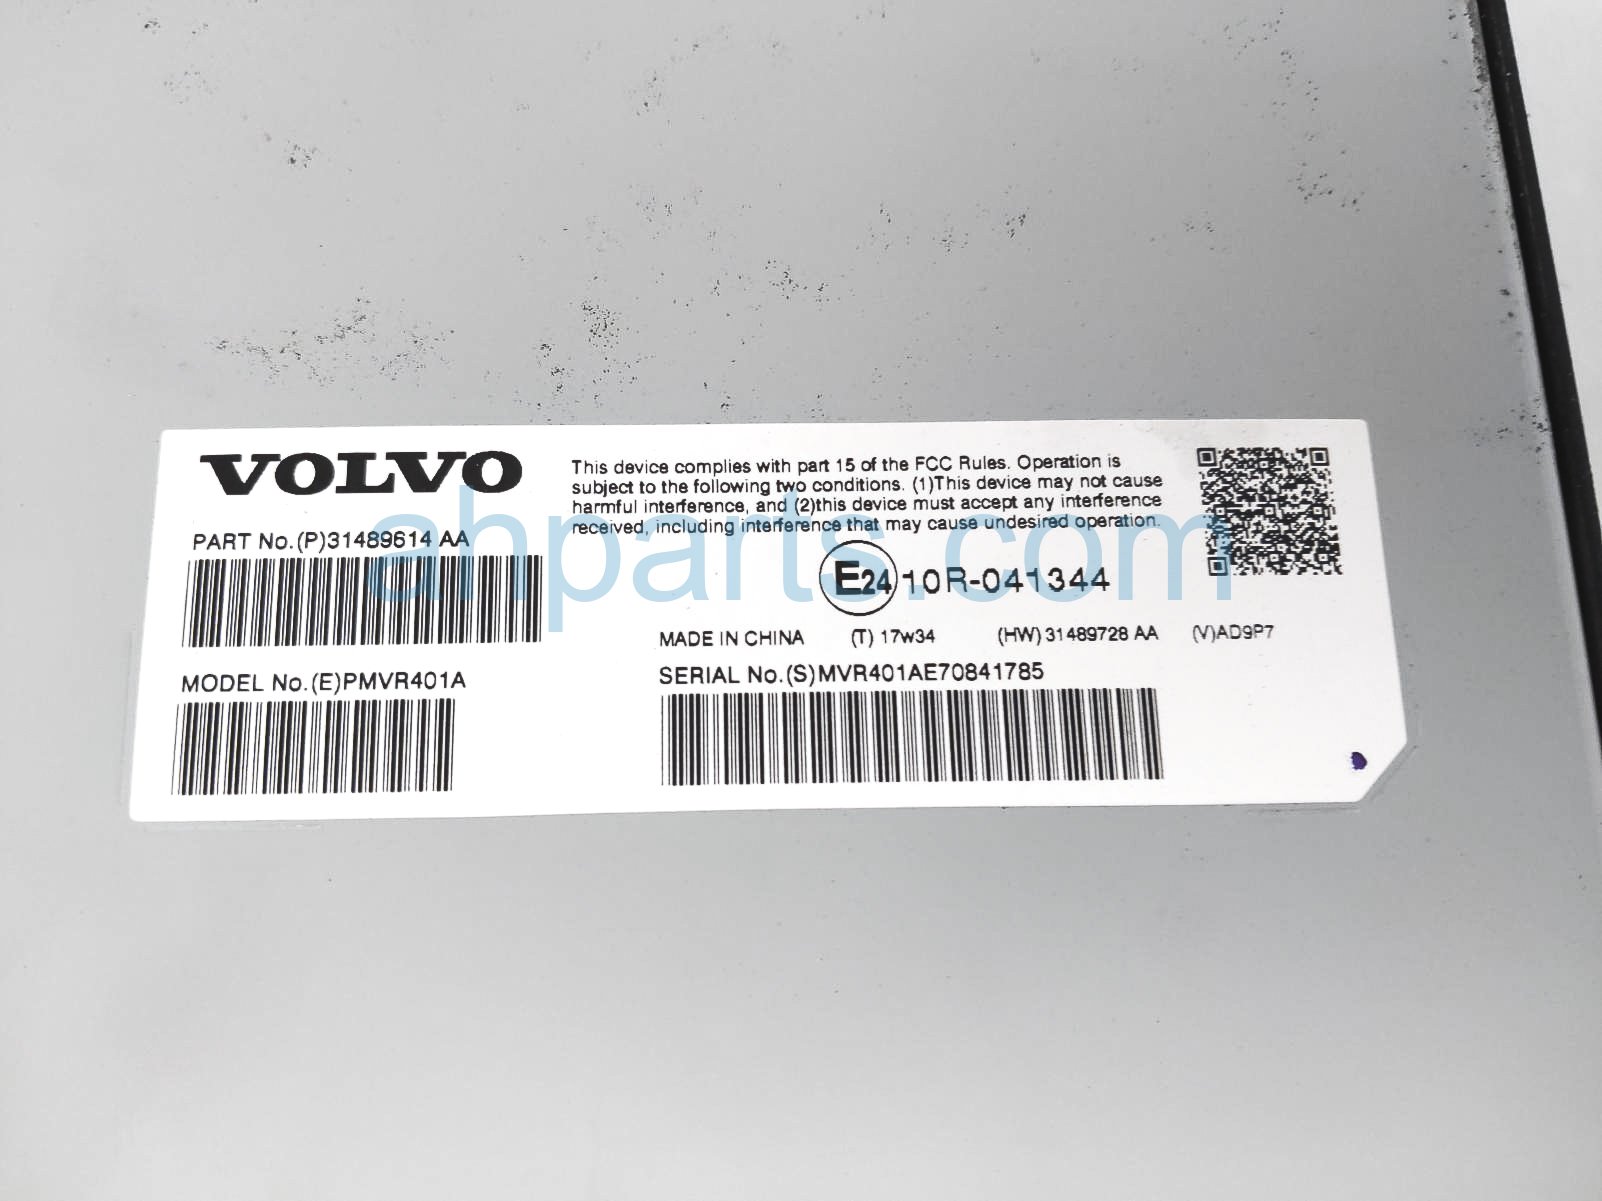 VOLVO
PART No.(P)31489614 AA
MODEL No.(E)PMVR401A
This device complies with part 15 of the FCC Rules. Operation is
subject to the following two conditions. (1)This device may not cause
harmful interference, and (2)this device must accept any interference
received, including interference that may cause undesired operation.
E24 10R-041344
MADE IN CHINA (T) 17w34 (HW) 31489728 AA (V)AD9P7
SERIAL No.(S)MVR401AE70841785
ahparts.com